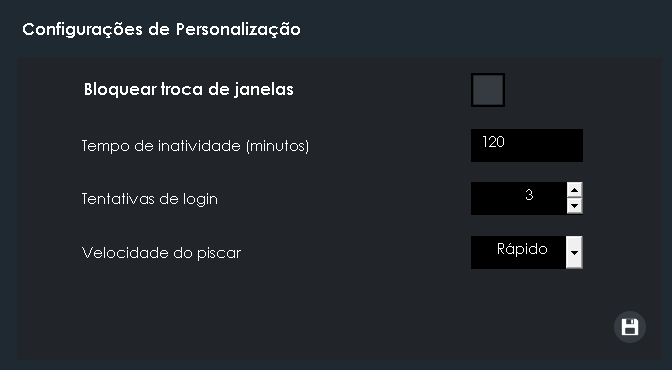 Configurações de Personalização
Bloquear troca de janelas
Tempo de inatividade (minutos)
120
Tentativas de login
3
Velocidade do piscar
Rápido